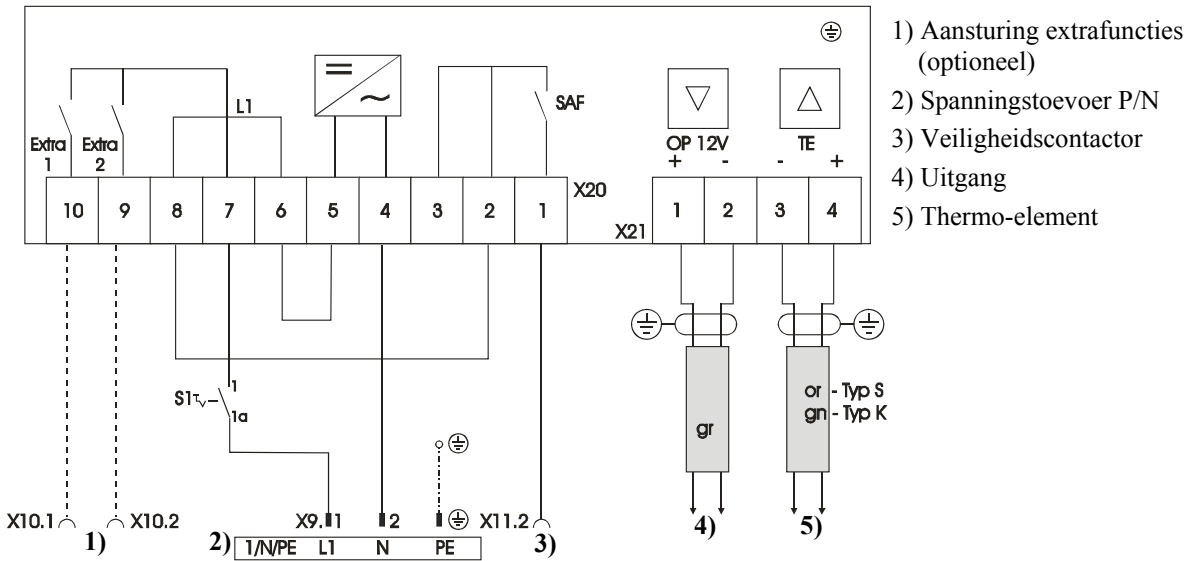 1) Aansturing extrafuncties
(optioneel)
2) Spanningstoevoer P/N
3) Veiligheidscontactor
4) Uitgang
5) Thermo-element
L1
SAF
Extra 1
Extra 2
OP 12V
+ -
TE
- +
10 9 8 7 6 5 4 3 2 1
X20
X21
1 2 3 4
S1
1
1a
or - Typ S
gn - Typ K
gr
X10.1
X10.2
X9. 1
2
X11.2
1)
2)
1/N/PE L1 N PE
3)
4)
5)